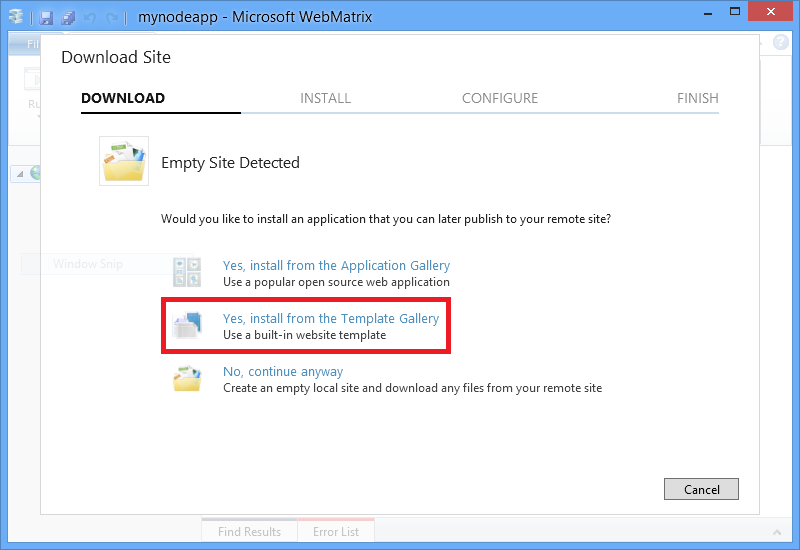 mynodeapp - Microsoft WebMatrix
Download Site
DOWNLOAD
INSTALL
CONFIGURE
FINISH
Empty Site Detected
Would you like to install an application that you can later publish to your remote site?
Window Snip
Yes, install from the Application Gallery
Use a popular open source web application
Yes, install from the Template Gallery
Use a built-in website template
No, continue anyway
Create an empty local site and download any files from your remote site
Cancel
Find Results
Error List